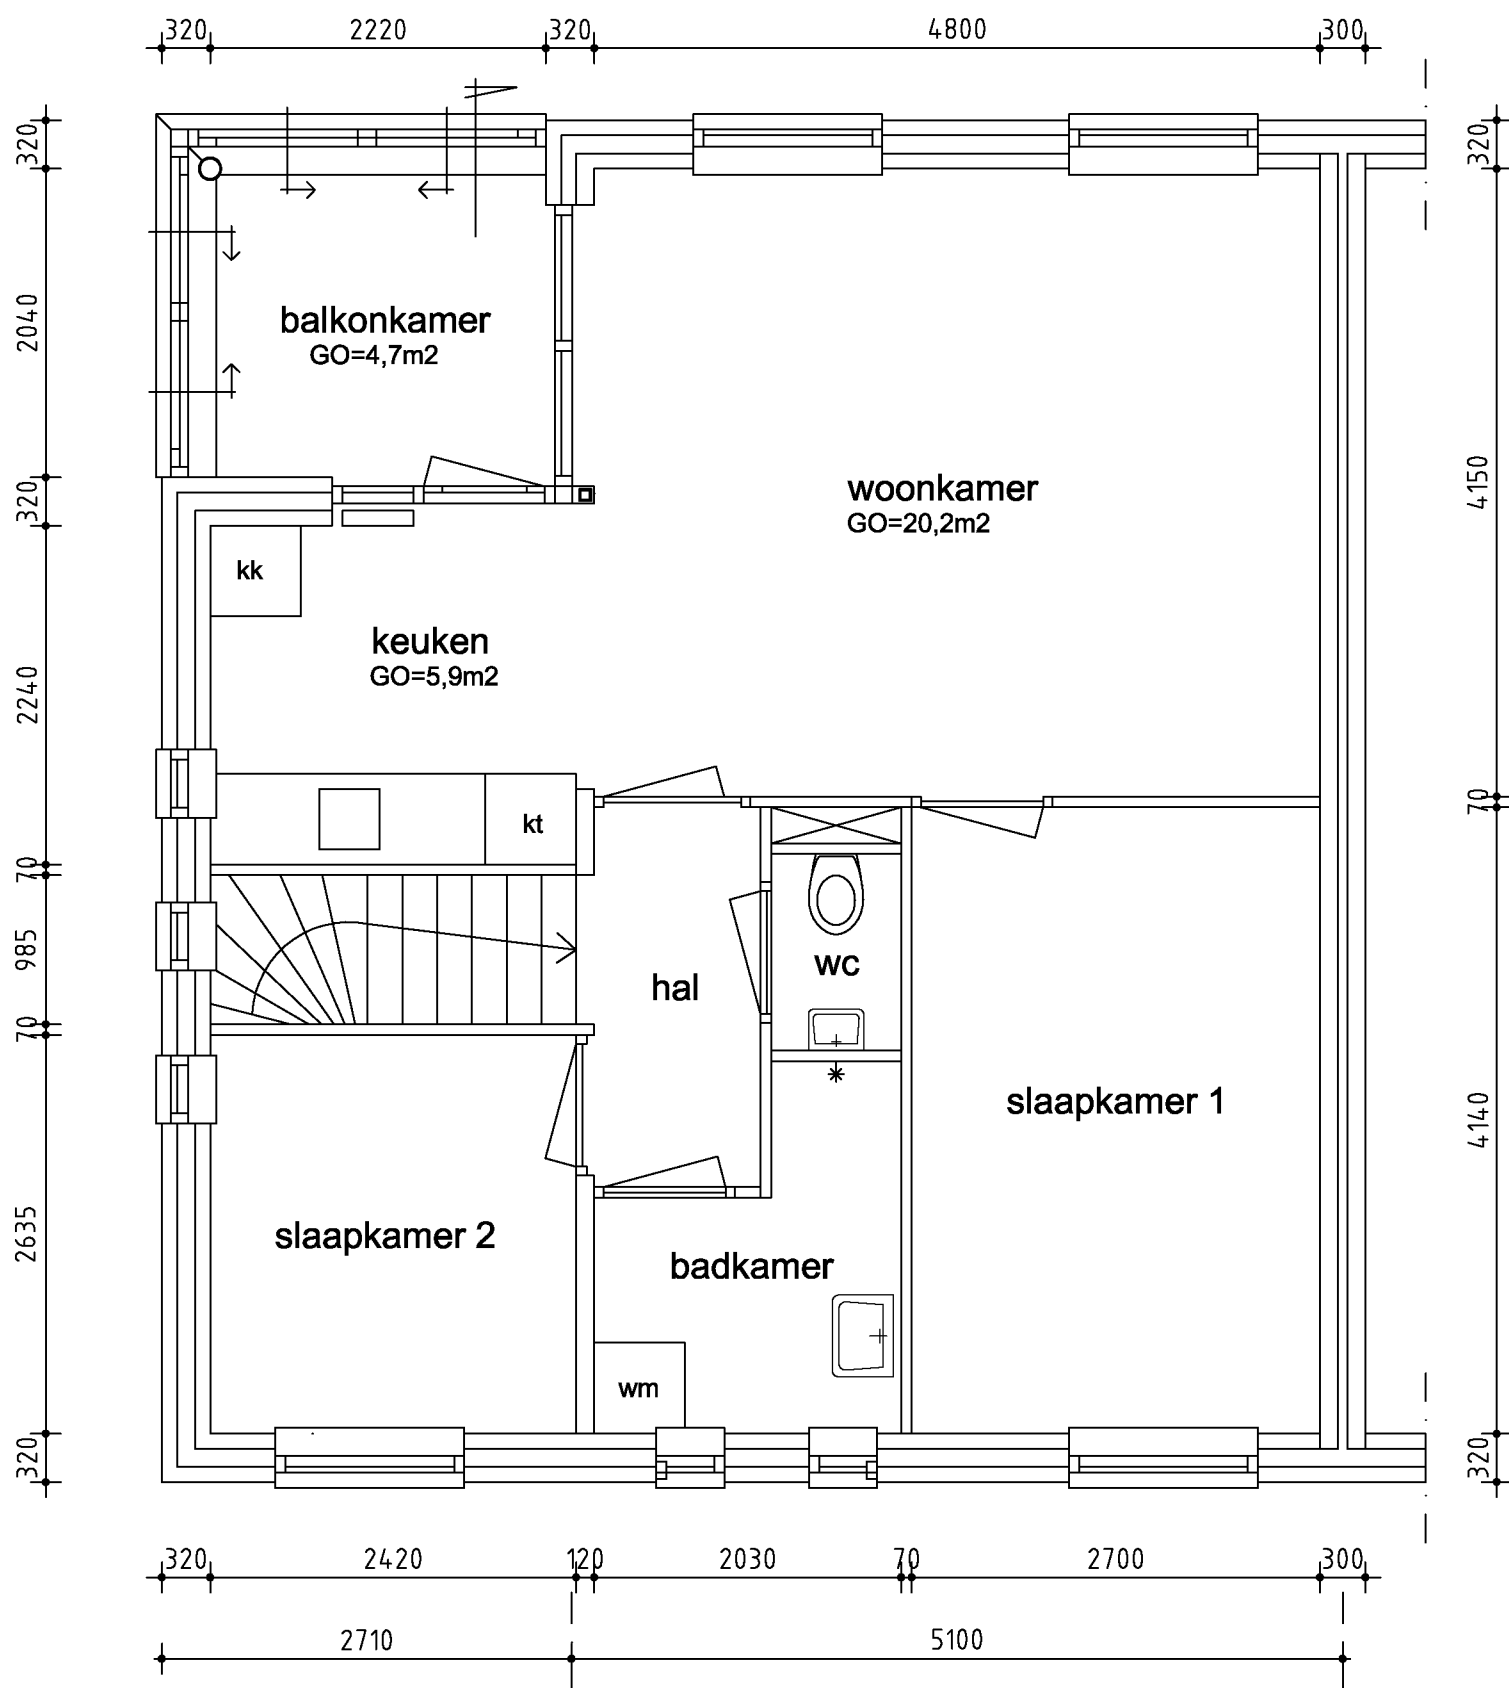 320 2220 320 4800 300
320
320
2040
balkonkamer
GO=4,7m2
4150
woonkamer
GO=20,2m2
320
kk
keuken
GO=5,9m2
2240
70
kt
70
985
wc
hal
70
slaapkamer 1
4140
2635
slaapkamer 2
badkamer
wm
320
320
320 2420 120 2030 70 2700 300
2710 5100